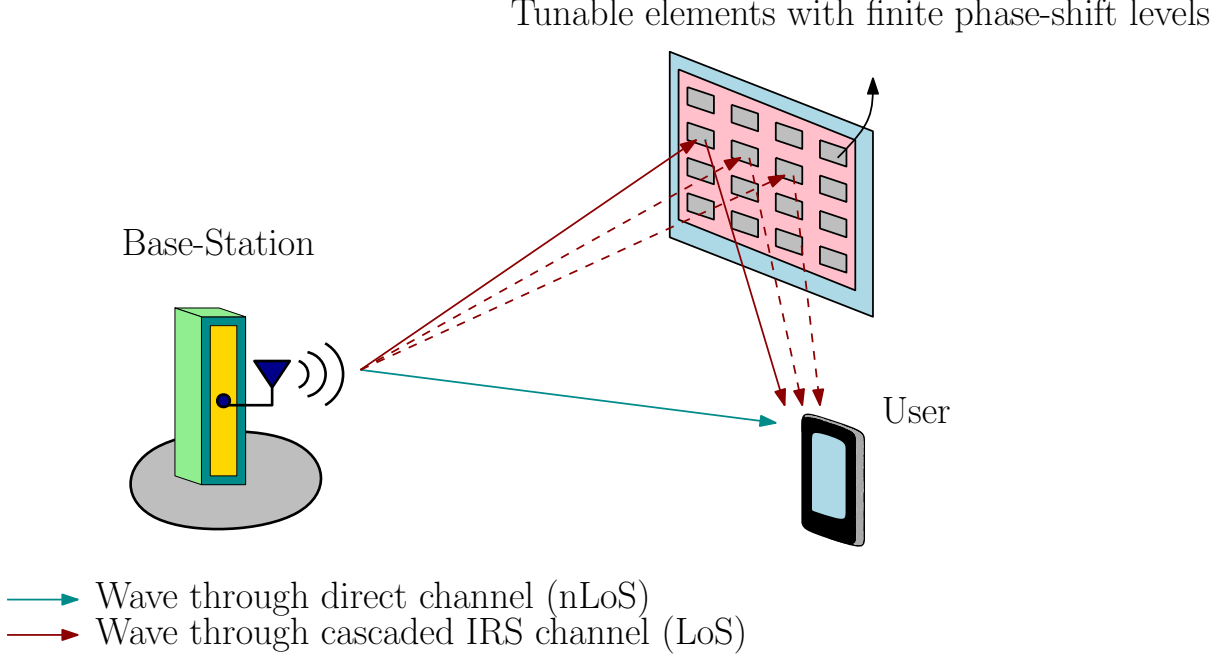 Tunable elements with finite phase-shift levels
Base-Station
User
Wave through direct channel (nLoS)
Wave through cascaded IRS channel (LoS)